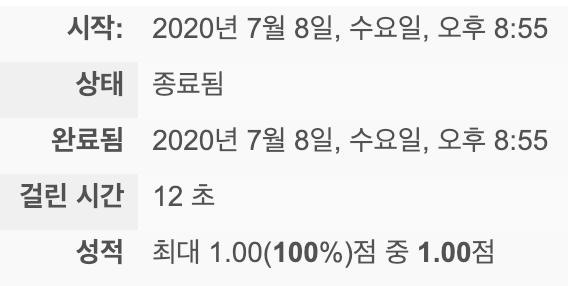 시작: 2020년 7월 8일, 수요일, 오후 8:55
상태 종료됨
완료됨 2020년 7월 8일, 수요일, 오후 8:55
걸린 시간 12 초
성적 최대 1.00(100%)점 중 1.00점